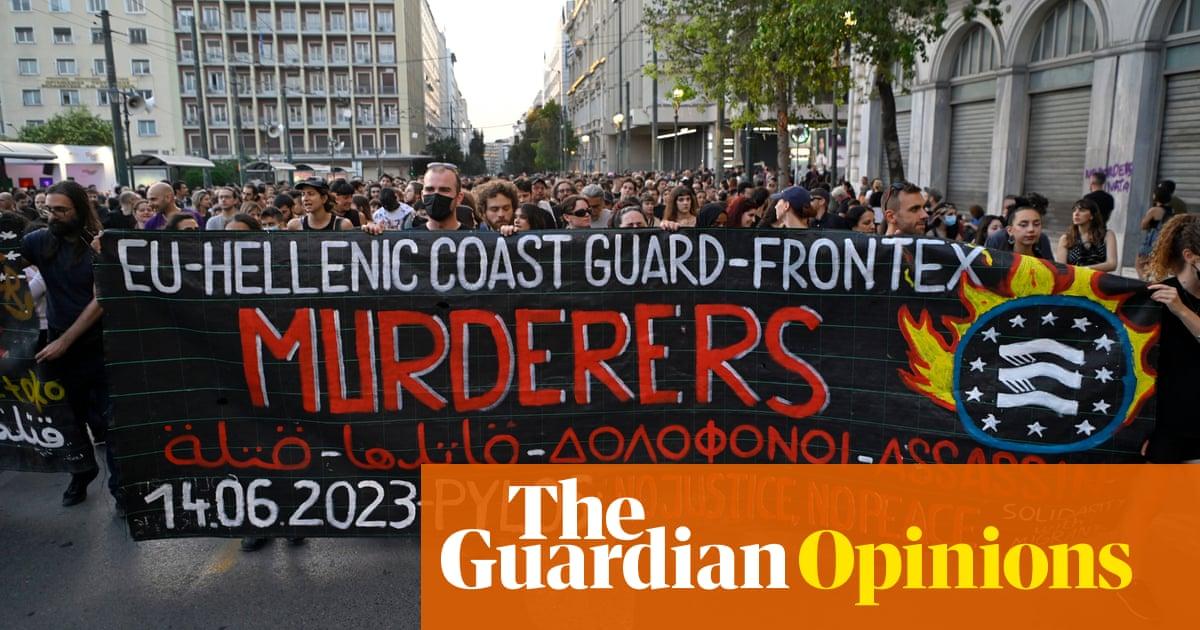 EU-HELLENIC COAST GUARD-FRONTEX
MURDERERS
قتلة - قاتلها - ΔΟΛΟΦΟΝΟΙ - ASSASS
14.06.2023-PYLOS NO JUSTICE, NO PEACE
SOLIDARITY
The
Guardian Opinions